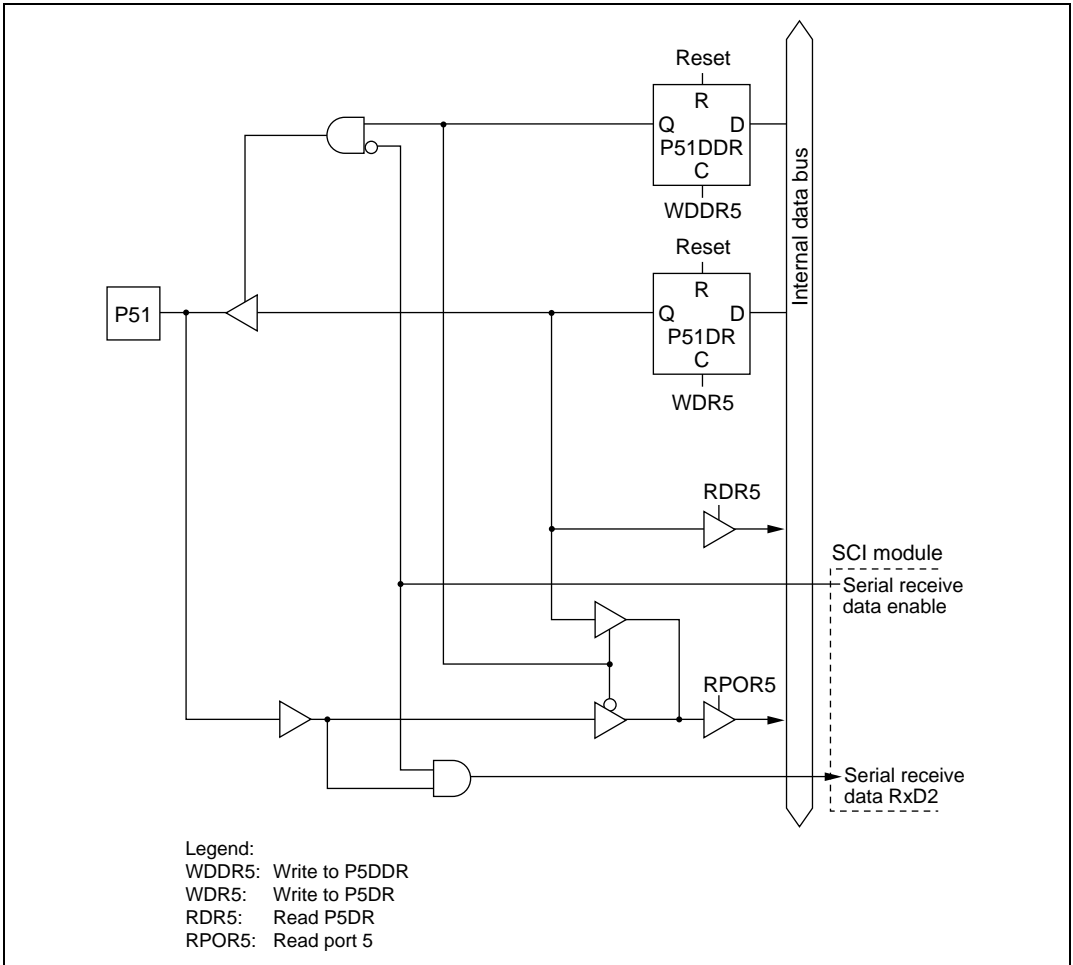 Reset
R
Q D
P51DDR
C
WDDR5
Internal data bus
Reset
R
P51
Q D
P51DR
C
WDR5
RDR5
SCI module
Serial receive
data enable
RPOR5
Serial receive
data RxD2
Legend:
WDDR5: Write to P5DDR
WDR5: Write to P5DR
RDR5: Read P5DR
RPOR5: Read port 5